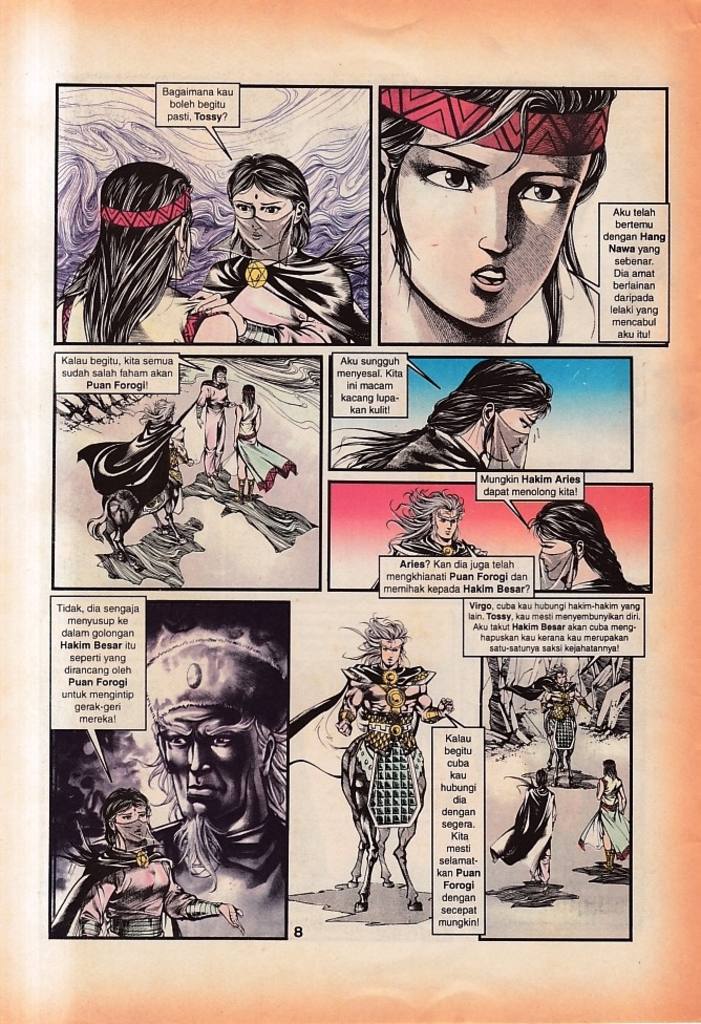 Bagaimana kau
boleh begitu
pasti, Tossy?
Aku telah
bertemu
dengan Hang
Nawa yang
sebenar.
Dia amat
berlainan
daripada
lelaki yang
mencabul
aku itu!
Kalau begitu, kita semua
sudah salah faham akan
Puan Forogi!
Aku sungguh
menyesal. Kita
ini macam
kacang lupa-
kan kulit!
Mungkin Hakim Aries
dapat menolong kita!
Aries? Kan dia juga telah
mengkhianati Puan Forogi dan
memihak kepada Hakim Besar?
Tidak, dia sengaja
menyusup ke
dalam golongan
Hakim Besar itu
seperti yang
dirancang oleh
Puan Forogi
untuk mengintip
gerak-geri
mereka!
Kalau
begitu
cuba
kau
hubungi
dia
dengan
segera.
Kita
mesti
selamat-
kan Puan
Forogi
dengan
secepat
mungkin!
Virgo, cuba kau hubungi hakim-hakim yang
lain. Tossy, kau mesti menyembunyikan diri.
Aku takut Hakim Besar akan cuba meng-
hapuskan kau kerana kau merupakan
satu-satunya saksi kejahatannya!
8